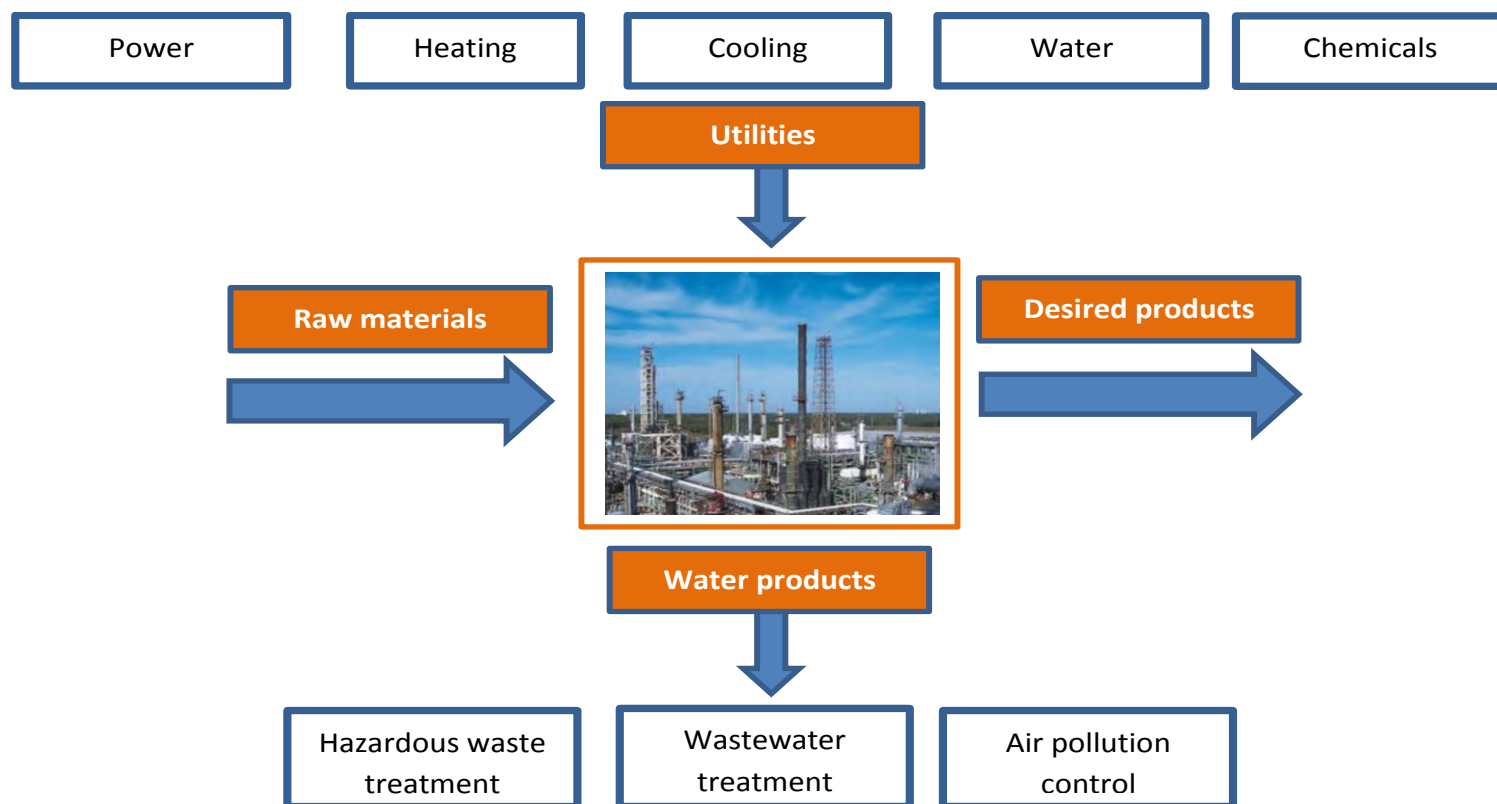 Power
Heating
Cooling
Water
Chemicals
Utilities
Raw materials
Desired products
Water products
Hazardous waste
treatment
Wastewater
treatment
Air pollution
control